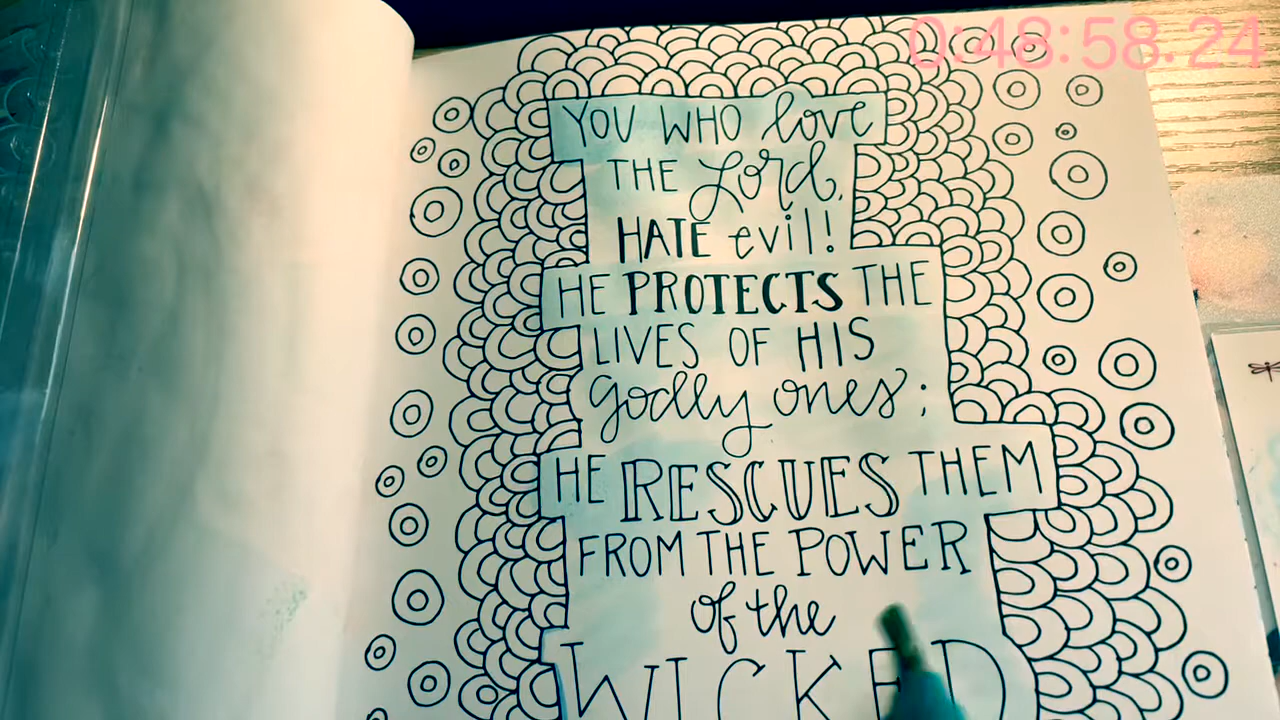 0:48:58.24
YOU WHO love
THE Lord,
HATE evil!
HE PROTECTS THE
LIVES OF HIS
godly ones;
HE RESCUES THEM
FROM THE POWER
of the
WICKED